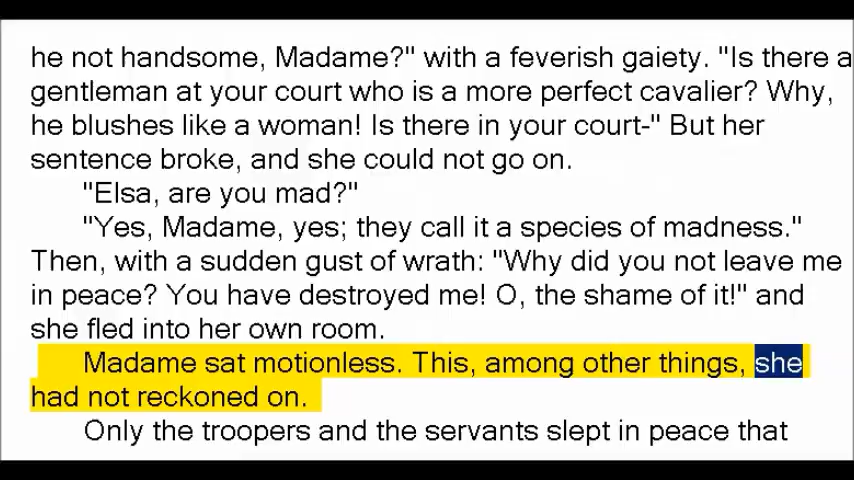 he not handsome, Madame?" with a feverish gaiety. "Is there a
gentleman at your court who is a more perfect cavalier? Why,
he blushes like a woman! Is there in your court-" But her
sentence broke, and she could not go on.
"Elsa, are you mad?"
"Yes, Madame, yes; they call it a species of madness."
Then, with a sudden gust of wrath: "Why did you not leave me
in peace? You have destroyed me! O, the shame of it!" and
she fled into her own room.
Madame sat motionless. This, among other things, she
had not reckoned on.
Only the troopers and the servants slept in peace that